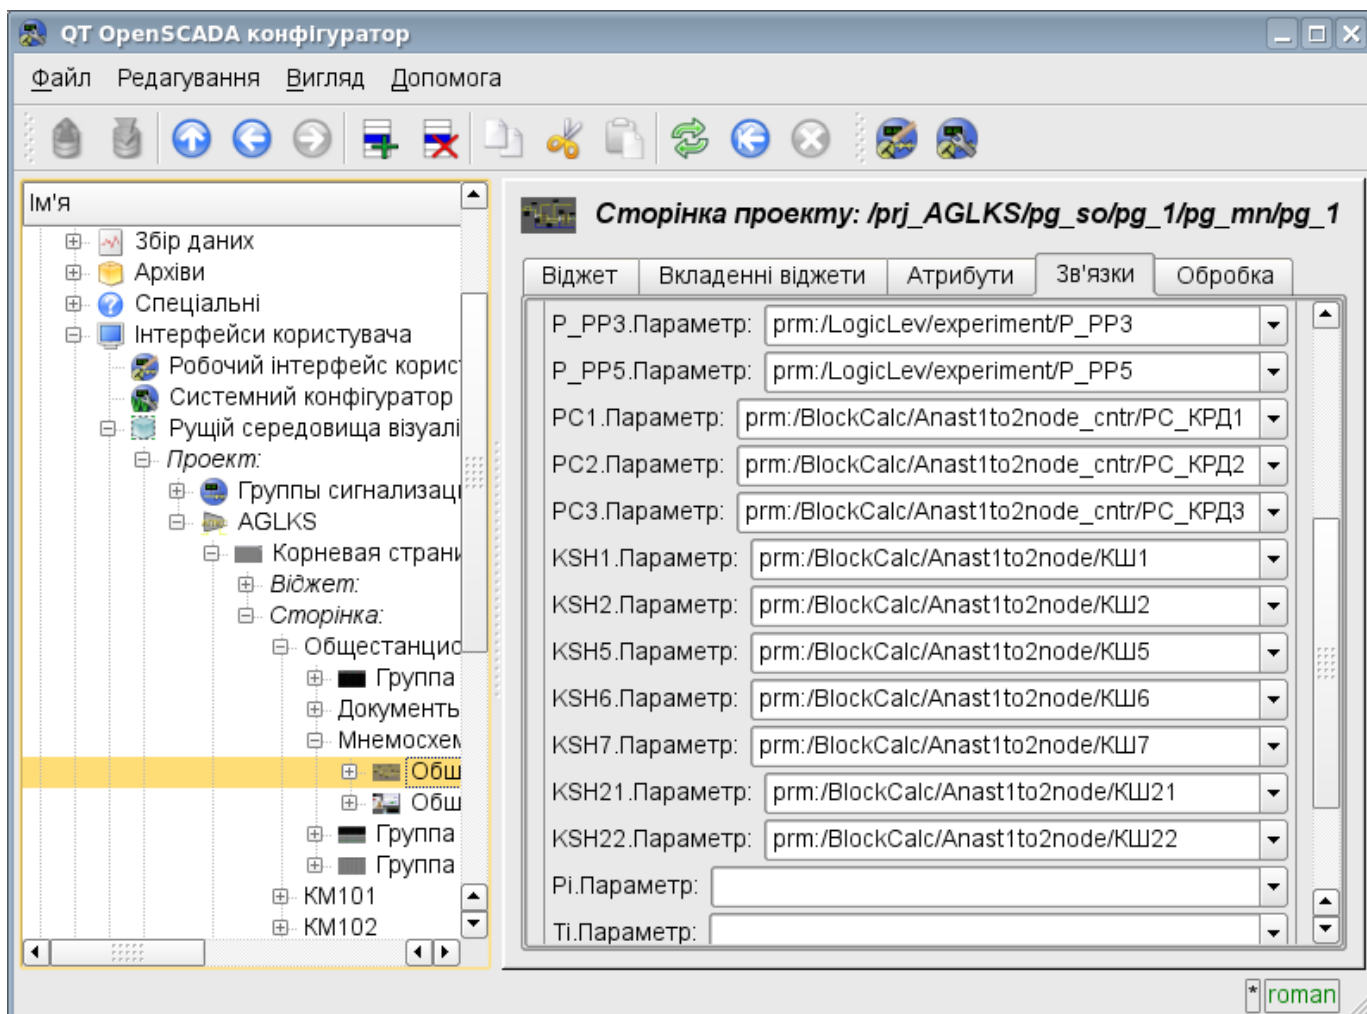 QT OpenSCADA конфігуратор
Файл Редагування Вигляд Допомога
Ім'я
Збір даних
Архіви
Спеціальні
Інтерфейси користувача
Робочий інтерфейс корис
Системний конфігуратор
Рущій середовища візуалі
Проект:
Группы сигнализац
AGLKS
Корневая страни
Віджет:
Сторінка:
Общестанцио
Группа
Документь
Мнемосхем
Общ
Общ
Группа
Группа
КМ101
КМ102
Сторінка проекту: /prj_AGLKS/pg_so/pg_1/pg_mn/pg_1
Віджет Вкладенні віджети Атрибути Зв'язки Обробка
P_PP3.Параметр: prm:/LogicLev/experiment/P_PP3
P_PP5.Параметр: prm:/LogicLev/experiment/P_PP5
PC1.Параметр: prm:/BlockCalc/Anast1to2node_cntr/PC_КРД1
PC2.Параметр: prm:/BlockCalc/Anast1to2node_cntr/PC_КРД2
PC3.Параметр: prm:/BlockCalc/Anast1to2node_cntr/PC_КРД3
KSH1.Параметр: prm:/BlockCalc/Anast1to2node/КШ1
KSH2.Параметр: prm:/BlockCalc/Anast1to2node/КШ2
KSH5.Параметр: prm:/BlockCalc/Anast1to2node/КШ5
KSH6.Параметр: prm:/BlockCalc/Anast1to2node/КШ6
KSH7.Параметр: prm:/BlockCalc/Anast1to2node/КШ7
KSH21.Параметр: prm:/BlockCalc/Anast1to2node/КШ21
KSH22.Параметр: prm:/BlockCalc/Anast1to2node/КШ22
Pi.Параметр:
Ti.Параметр:
* roman